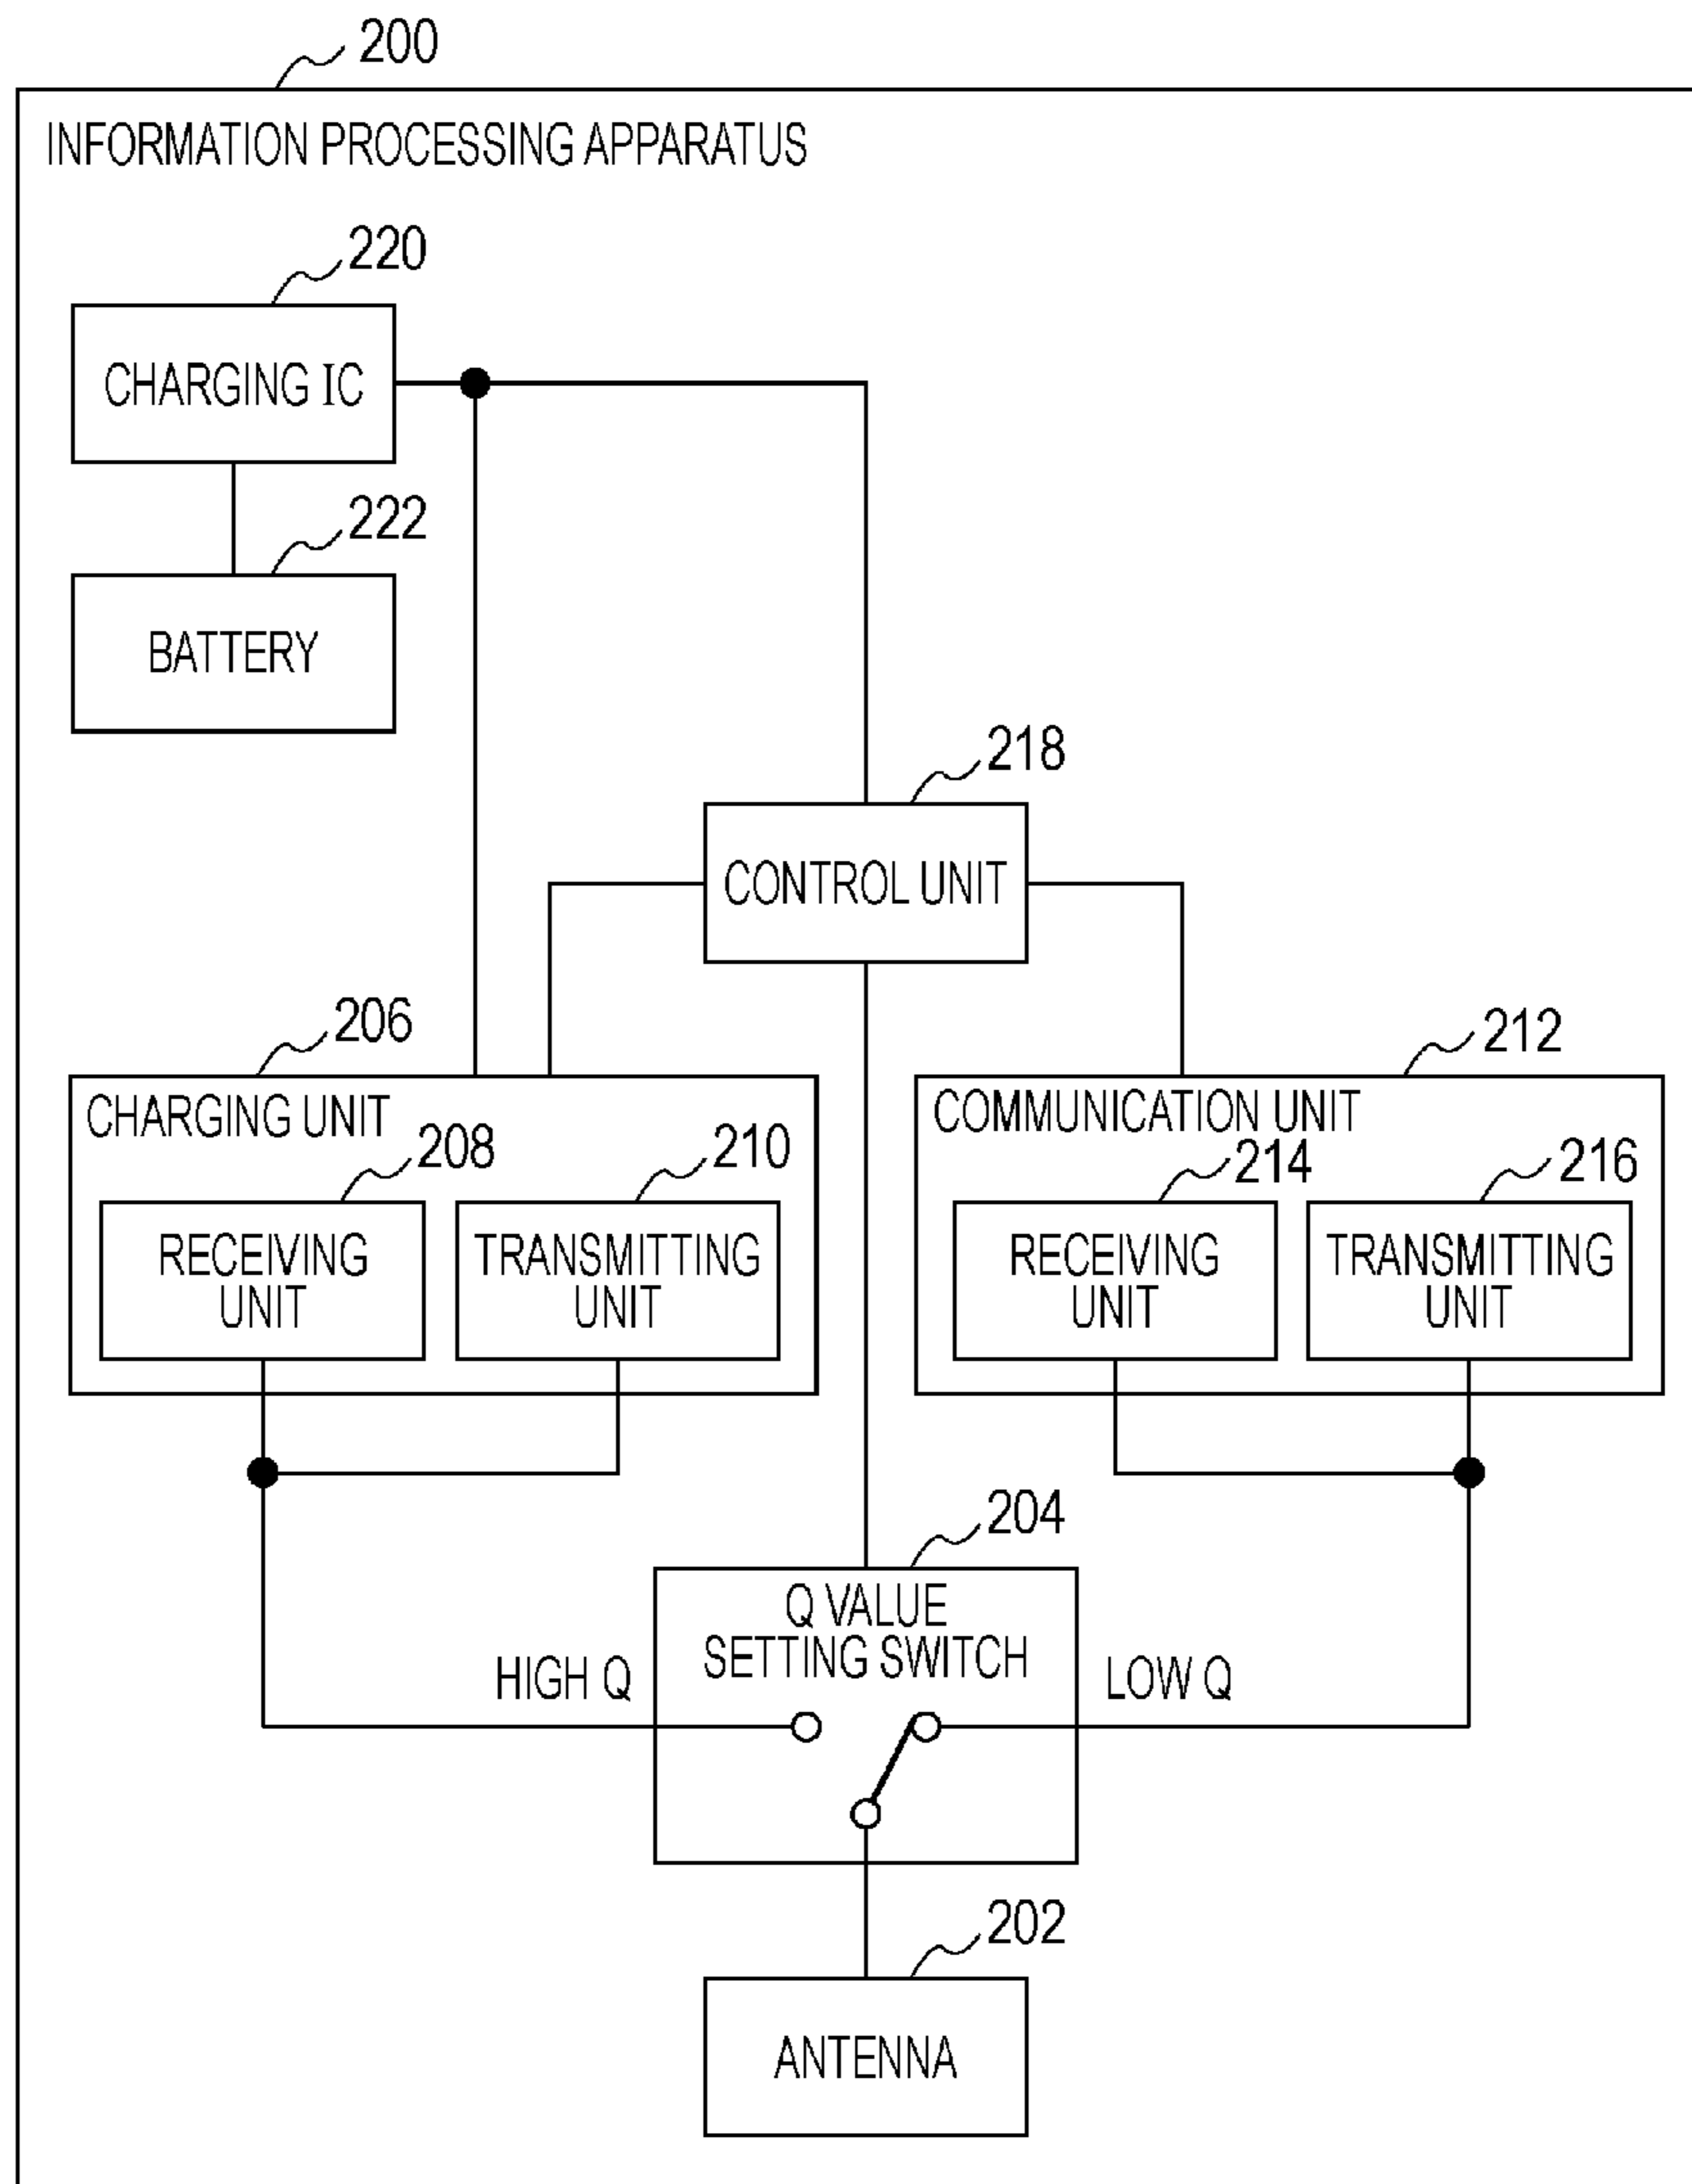 200
INFORMATION PROCESSING APPARATUS
220
CHARGING IC
222
BATTERY
218
CONTROL UNIT
206
CHARGING UNIT
208
RECEIVING
UNIT
210
TRANSMITTING
UNIT
212
COMMUNICATION UNIT
214
RECEIVING
UNIT
216
TRANSMITTING
UNIT
204
Q VALUE
SETTING SWITCH
HIGH Q
LOW Q
202
ANTENNA